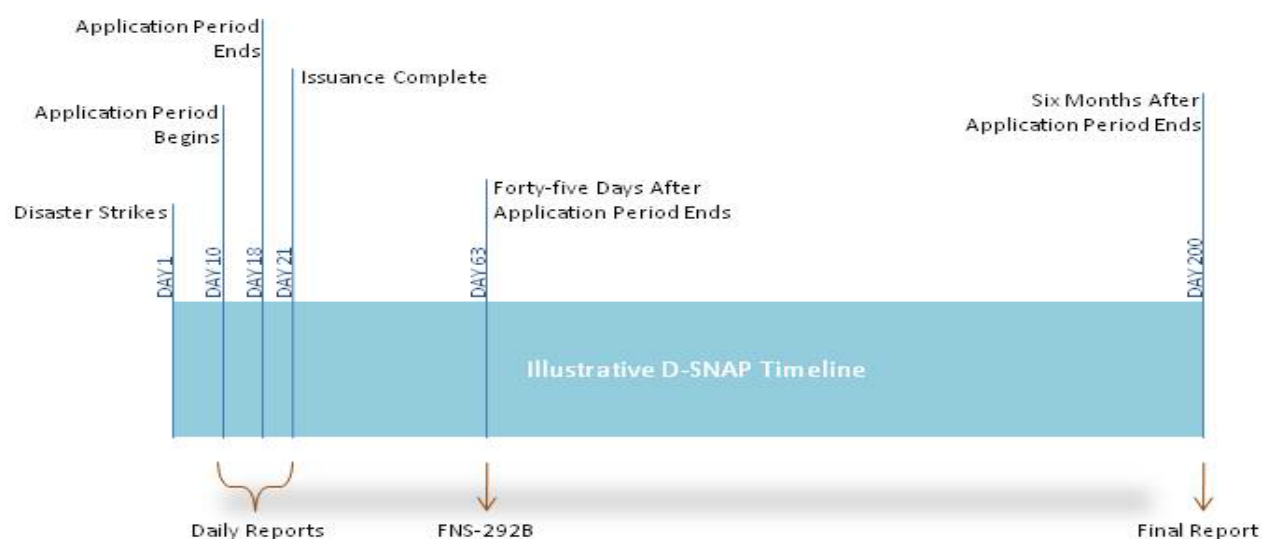 Application Period
Ends
Issuance Complete
Application Period
Begins
Six Months After
Application Period Ends
Forty-five Days After
Application Period Ends
Disaster Strikes
DAY 1
DAY 10
DAY 18
DAY 21
DAY 63
DAY 200
Illustrative D-SNAP Timeline
Daily Reports
FNS-292B
Final Report